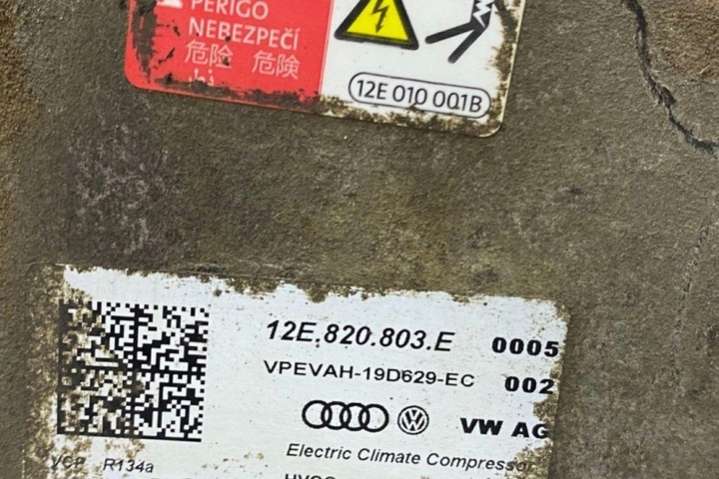 PERIGO
NEBEZPEČÍ
危险 危険
12E 010 001B
12E.820.803.E 0005
VPEVAH-19D629-EC 002
VW AG
Electric Climate Compressor
VCP R134a